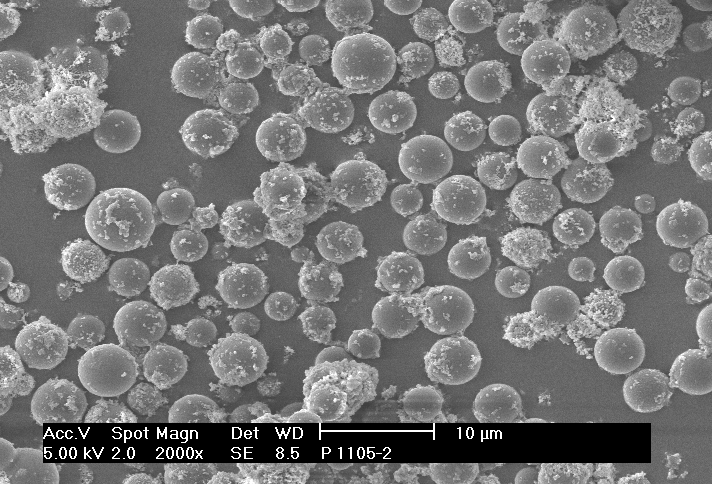 Acc.V Spot Magn Det WD 10 µm
5.00 kV 2.0 2000x SE 8.5 P 1105-2